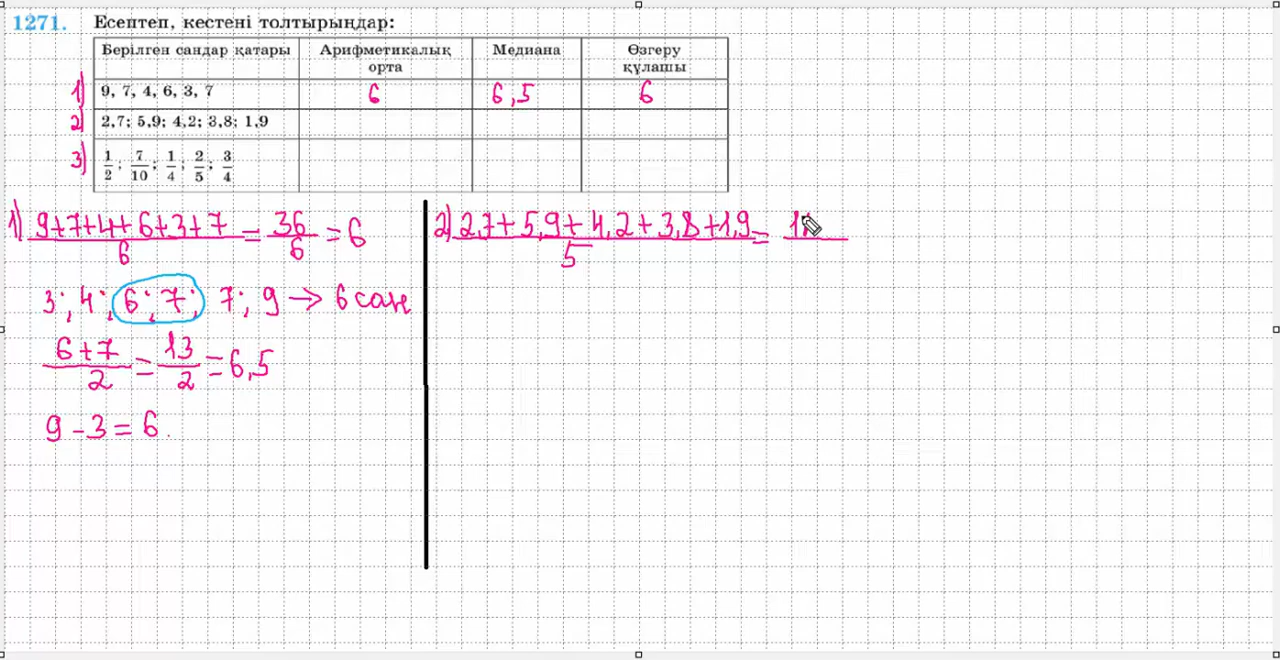 1271. Есептеп, кестені толтырыңдар:
Берілген сандар қатары Арифметикалық орта Медиана Өзгеру құлашы
1) 9, 7, 4, 6, 3, 7 6 6,5 6
2) 2,7; 5,9; 4,2; 3,8; 1,9
3) 1/2; 7/10; 1/4; 2/5; 3/4
1) (9+7+4+6+3+7)/6 = 36/6 = 6
3; 4; 6; 7; 7; 9 → 6 сан
(6+7)/2 = 13/2 = 6,5
9 - 3 = 6.
2) (2,7+5,9+4,2+3,8+1,9)/5 = 1